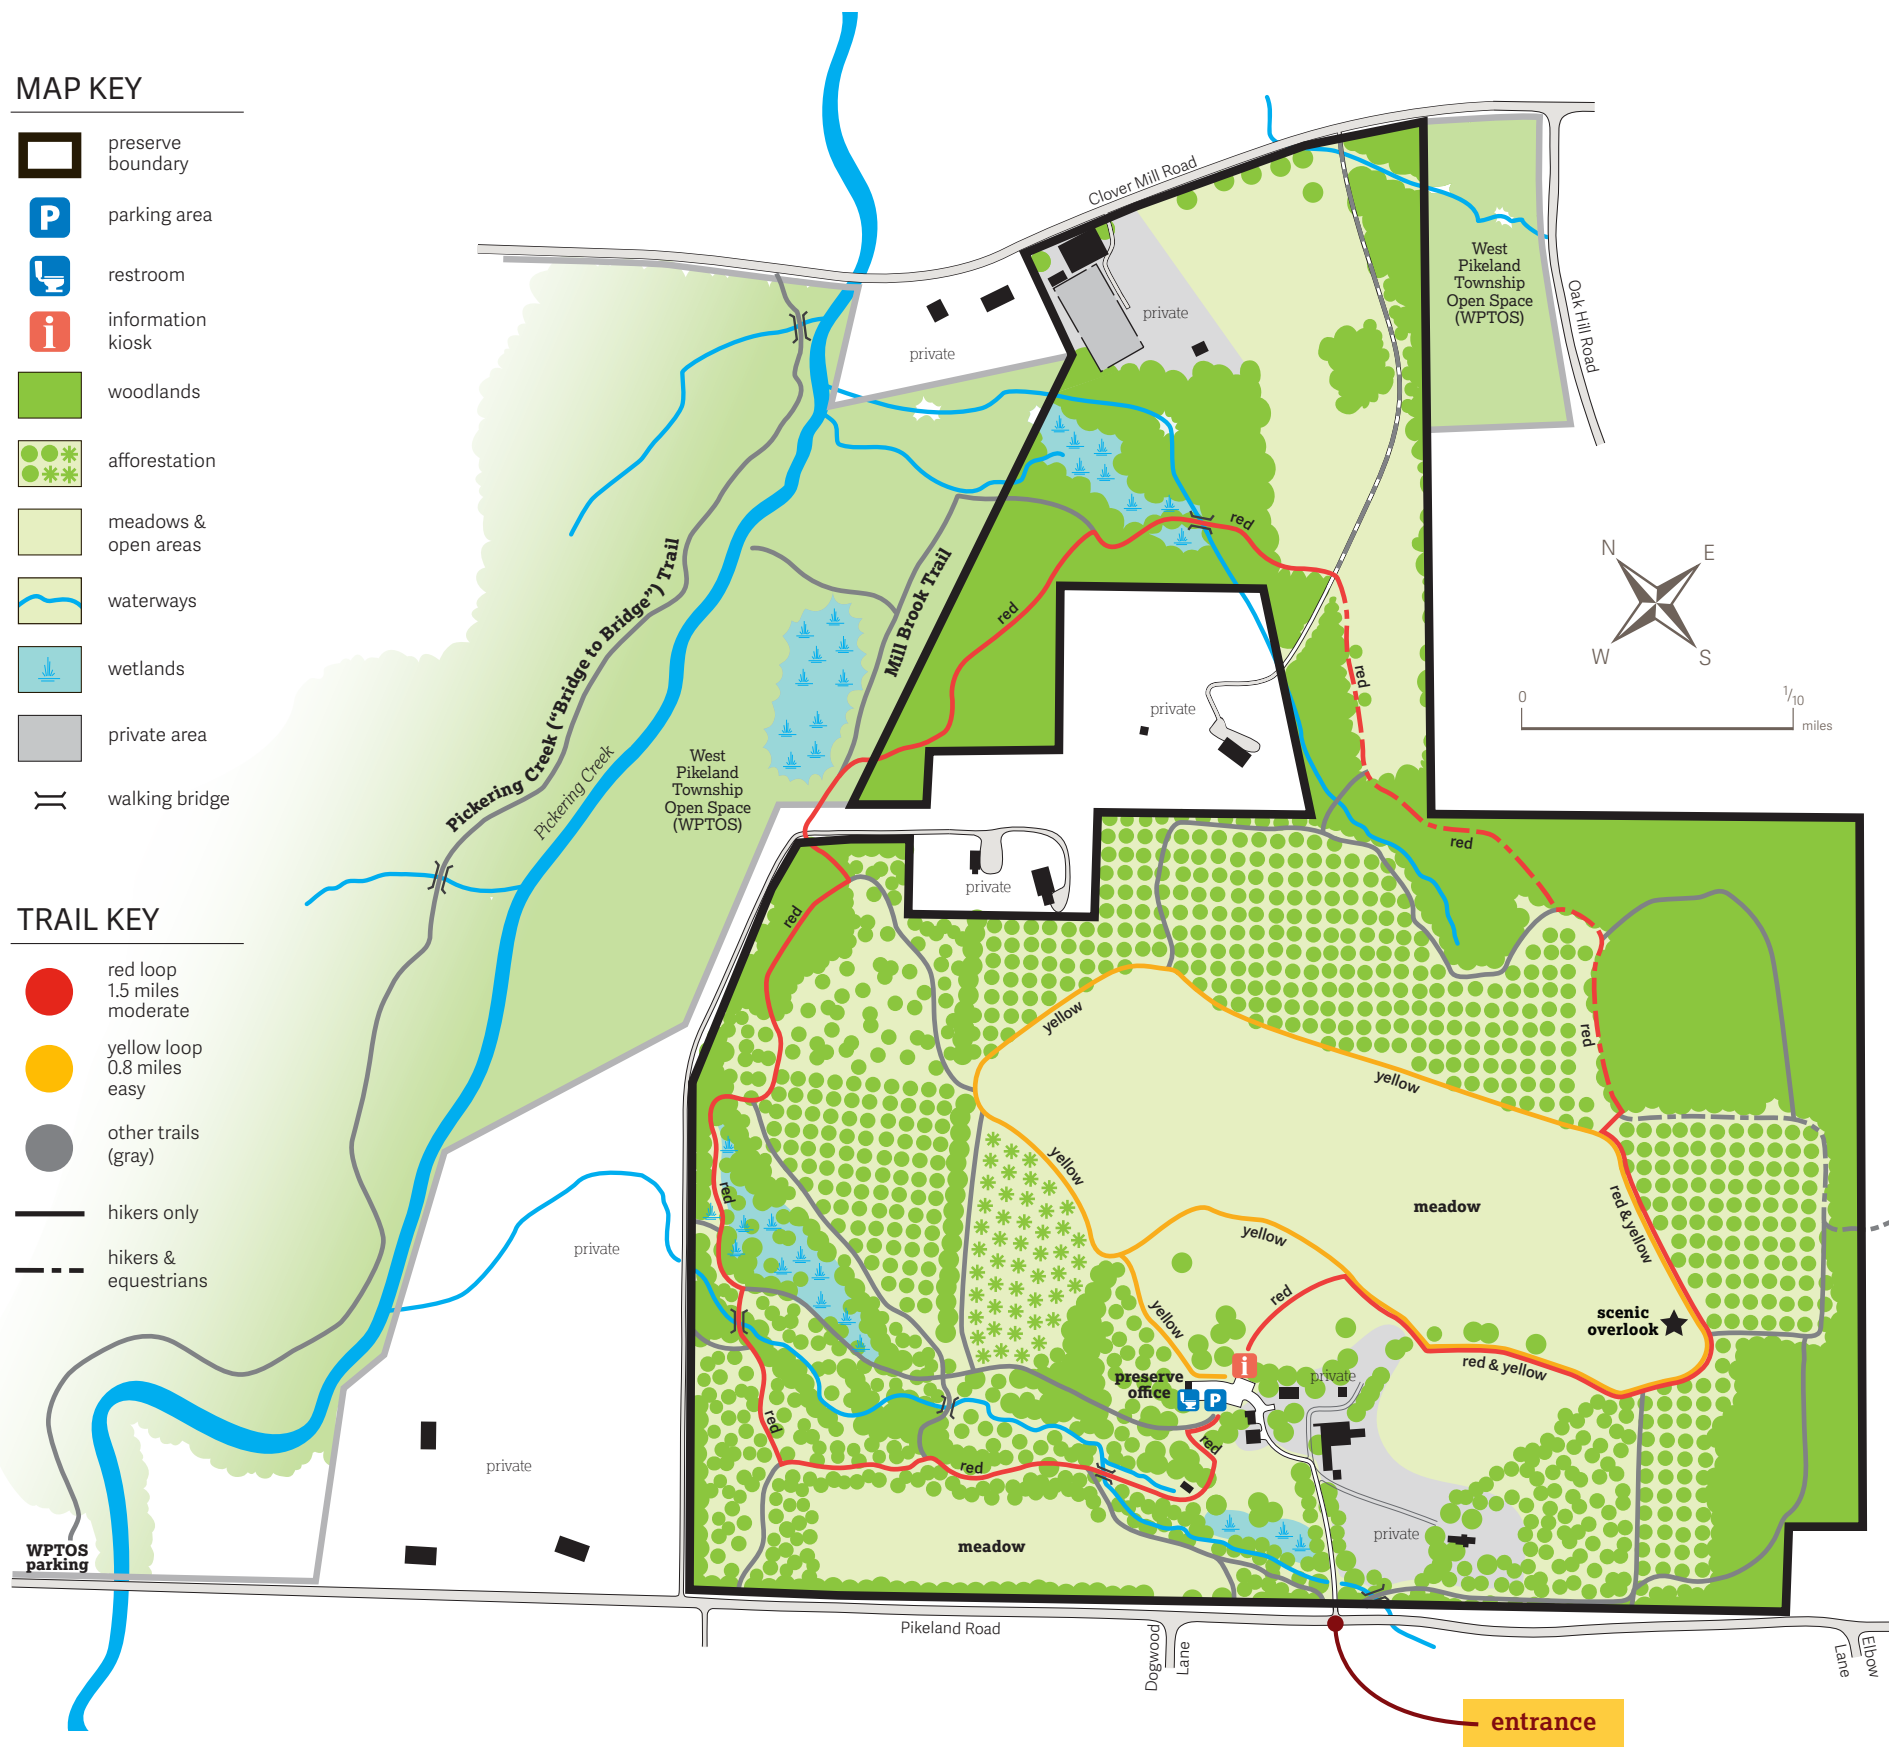 MAP KEY
preserve
boundary
P
parking area
restroom
i
information
kiosk
woodlands
afforestation
meadows &
open areas
waterways
wetlands
private area
walking bridge
TRAIL KEY
red loop
1.5 miles
moderate
yellow loop
0.8 miles
easy
other trails
(gray)
hikers only
hikers &
equestrians
Clover Mill Road
Oak Hill Road
West
Pikeland
Township
Open Space
(WPTOS)
private
private
red
N
E
W
S
0
1/10
miles
Pickering Creek ("Bridge to Bridge") Trail
Pickering Creek
Mill Brook Trail
red
red
private
West
Pikeland
Township
Open Space
(WPTOS)
red
private
red
yellow
red
yellow
yellow
red
meadow
red & yellow
yellow
private
red
yellow
scenic
overlook
red & yellow
preserve
office
i
P
private
red
red
red
private
private
meadow
WPTOS
parking
Pikeland Road
Dogwood
Lane
Elbow
Lane
entrance